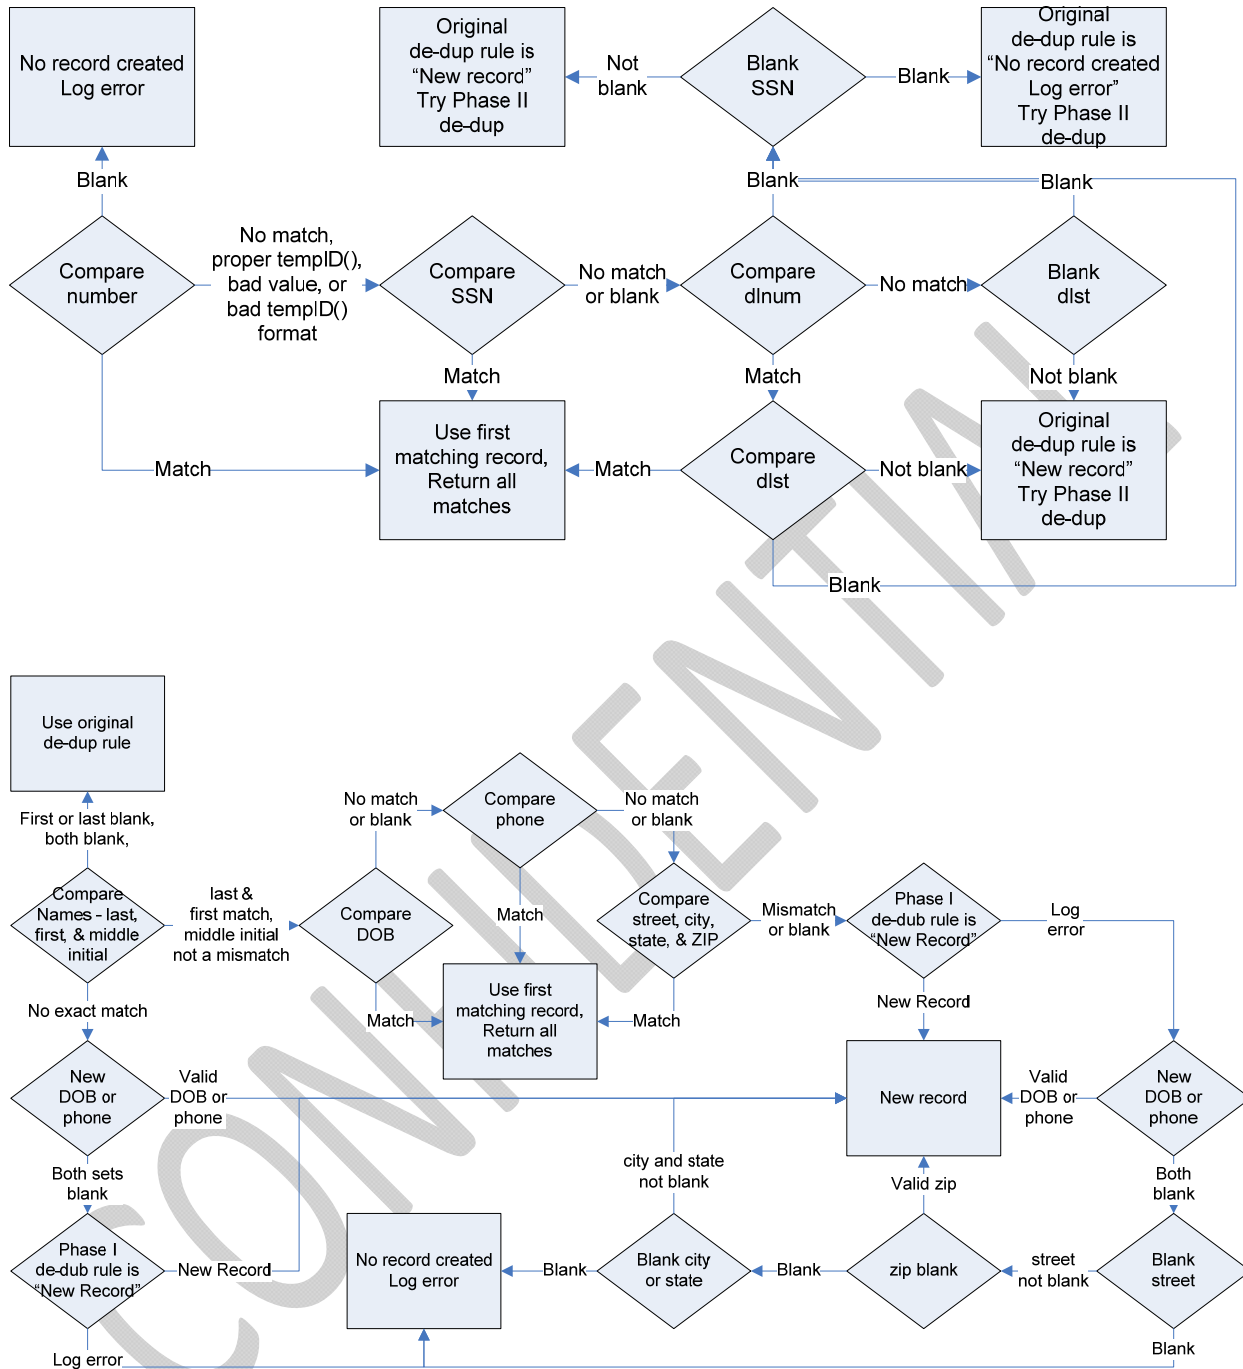 No record created
Log error
Original
de-dup rule is
“New record”
Try Phase II
de-dup
Not
blank
Blank
SSN
Blank
Original
de-dup rule is
“No record created
Log error”
Try Phase II
de-dup
Blank
Blank
Blank
Compare
number
No match,
proper tempID(),
bad value, or
bad tempID()
format
Compare
SSN
No match
or blank
Compare
dlnum
No match
Blank
dlst
Match
Match
Not blank
Match
Use first
matching record,
Return all
matches
Match
Compare
dlst
Not blank
Original
de-dup rule is
“New record”
Try Phase II
de-dup
Blank
CONFIDENTIAL
Use original
de-dup rule
First or last blank,
both blank,
No match
or blank
Compare
phone
No match
or blank
Compare
Names - last,
first, & middle
initial
last &
first match,
middle initial
not a mismatch
Compare
DOB
Match
Compare
street, city,
state, & ZIP
Mismatch
or blank
Phase I
de-dub rule is
“New Record”
Log
error
No exact match
Match
Use first
matching record,
Return all
matches
Match
New Record
New
DOB or
phone
Valid
DOB or
phone
New record
Valid
DOB or
phone
New
DOB or
phone
Both sets
blank
city and state
not blank
Valid zip
Both
blank
Phase I
de-dub rule is
“New Record”
New Record
No record created
Log error
Blank
Blank city
or state
Blank
zip blank
street
not blank
Blank
street
Log error
Blank